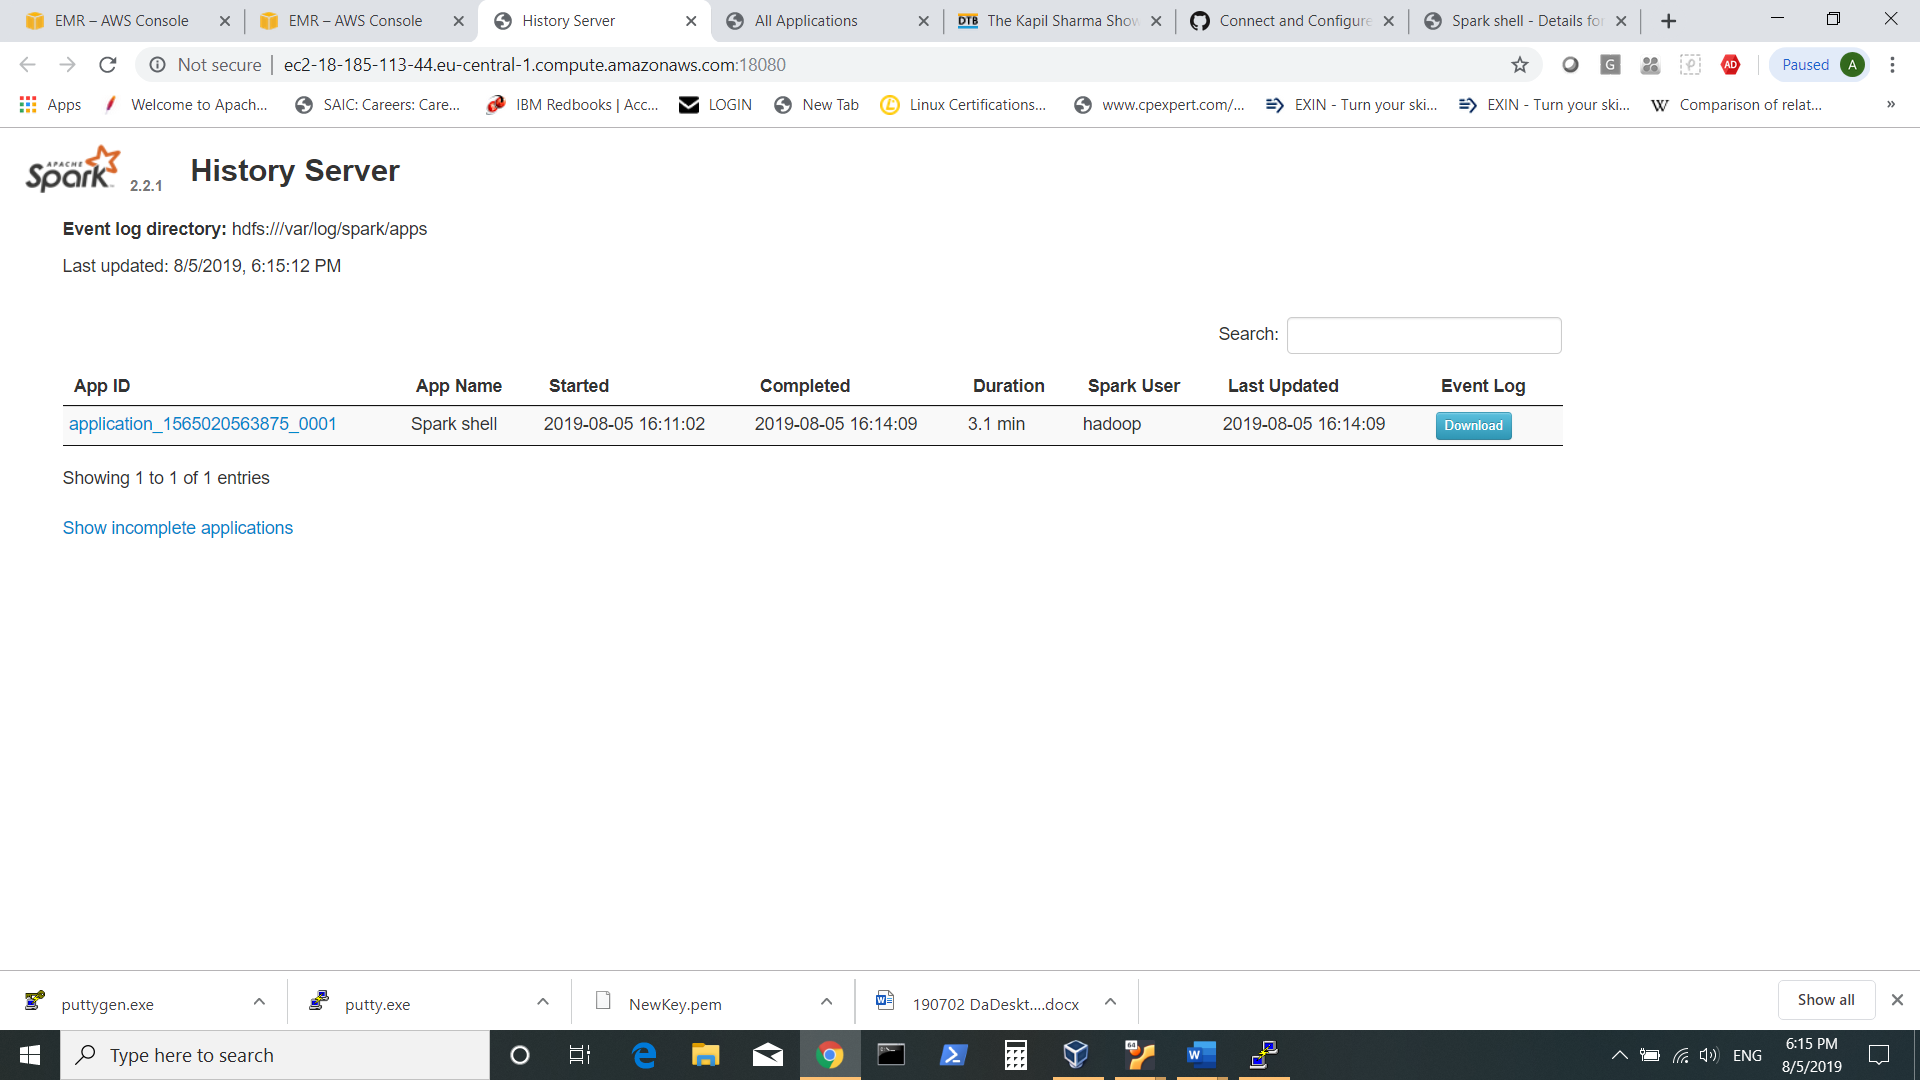 EMR – AWS Console
EMR – AWS Console
History Server
All Applications
DTB The Kapil Sharma Show
Connect and Configure
Spark shell - Details for
Not secure | ec2-18-185-113-44.eu-central-1.compute.amazonaws.com:18080
G
AD
Paused A
Apps
Welcome to Apach...
SAIC: Careers: Care...
IBM Redbooks | Acc...
LOGIN
New Tab
Linux Certifications...
www.cpexpert.com/...
EXIN - Turn your ski...
EXIN - Turn your ski...
W Comparison of relat...
»
APACHE Spark 2.2.1 History Server
Event log directory: hdfs:///var/log/spark/apps
Last updated: 8/5/2019, 6:15:12 PM
Search:
App ID App Name Started Completed Duration Spark User Last Updated Event Log
application_1565020563875_0001 Spark shell 2019-08-05 16:11:02 2019-08-05 16:14:09 3.1 min hadoop 2019-08-05 16:14:09 Download
Showing 1 to 1 of 1 entries
Show incomplete applications
puttygen.exe
putty.exe
NewKey.pem
190702 DaDeskt....docx
Show all
Type here to search
64
ENG
6:15 PM
8/5/2019